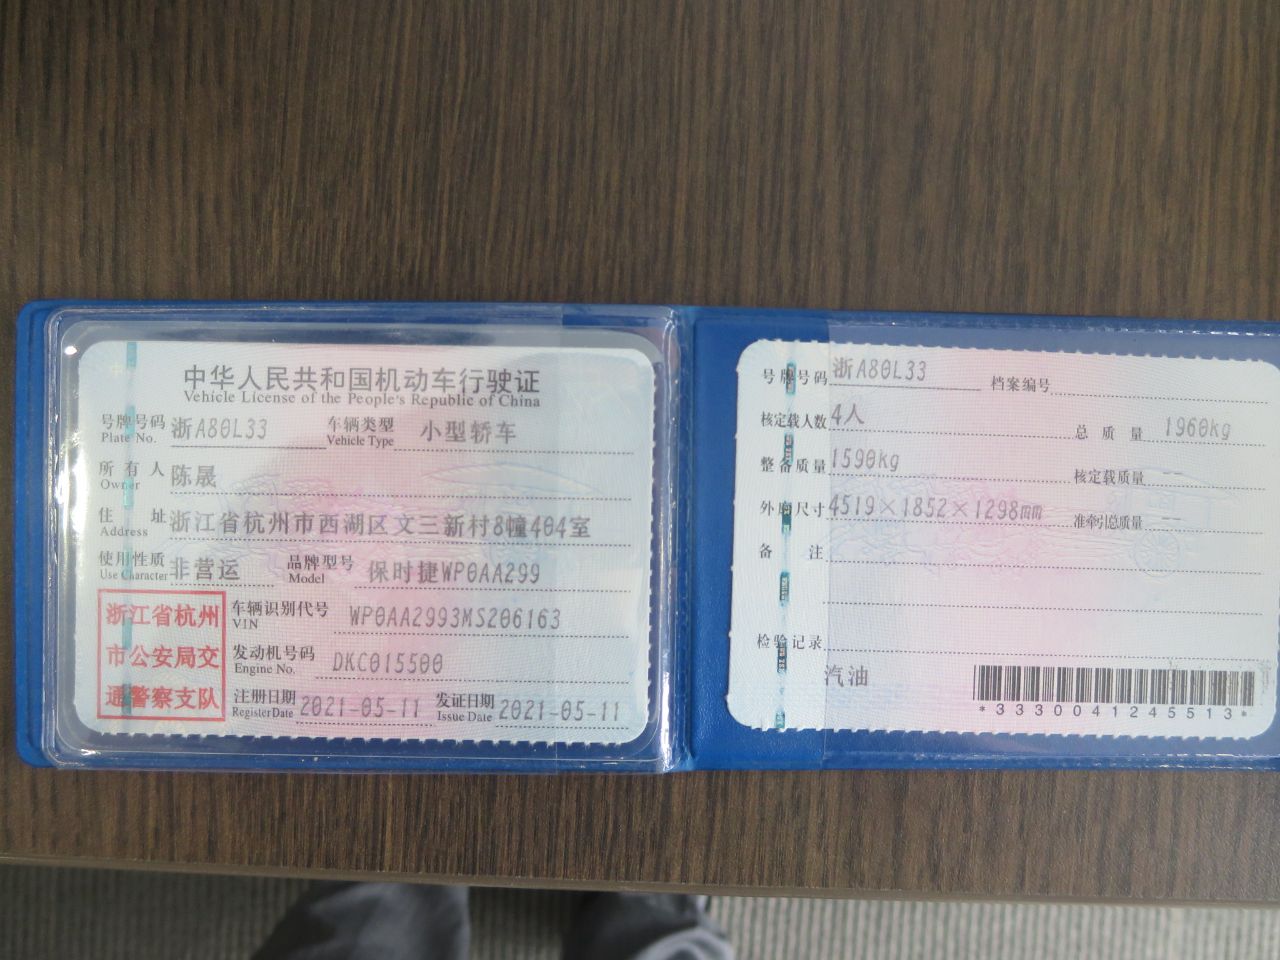 中华人民共和国机动车行驶证
Vehicle License of the People's Republic of China
号牌号码 浙A80L33 车辆类型 小型轿车
Plate No. Vehicle Type
所有人 陈晟
Owner
住址 浙江省杭州市西湖区文三新村8幢404室
Address
使用性质 非营运 品牌型号 保时捷WP0AA299
Use Character Model
浙江省杭州
市公安局交
通警察支队
车辆识别代号 WP0AA2993MS206163
VIN
发动机号码 DKC015500
Engine No.
注册日期 2021-05-11 发证日期 2021-05-11
Register Date Issue Date
号牌号码 浙A80L33 档案编号
核定载人数 4人 总质量 1960kg
整备质量 1590kg 核定载质量 --
外廓尺寸 4519×1852×1298mm 准牵引总质量 --
备注
检验记录
汽油
*3330041245513*